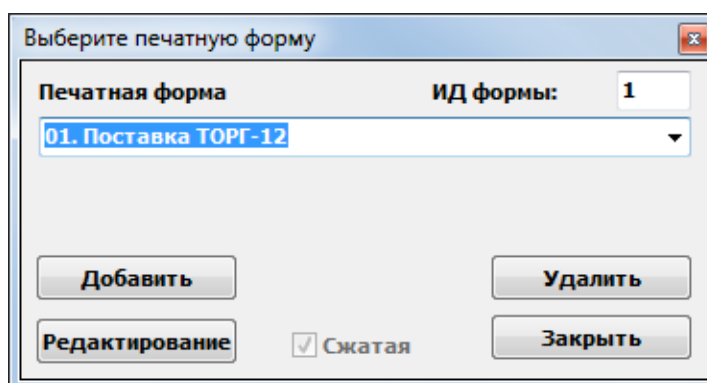 Выберите печатную форму
Печатная форма ИД формы: 1
01. Поставка ТОРГ-12
Добавить Удалить
Редактирование Сжатая Закрыть